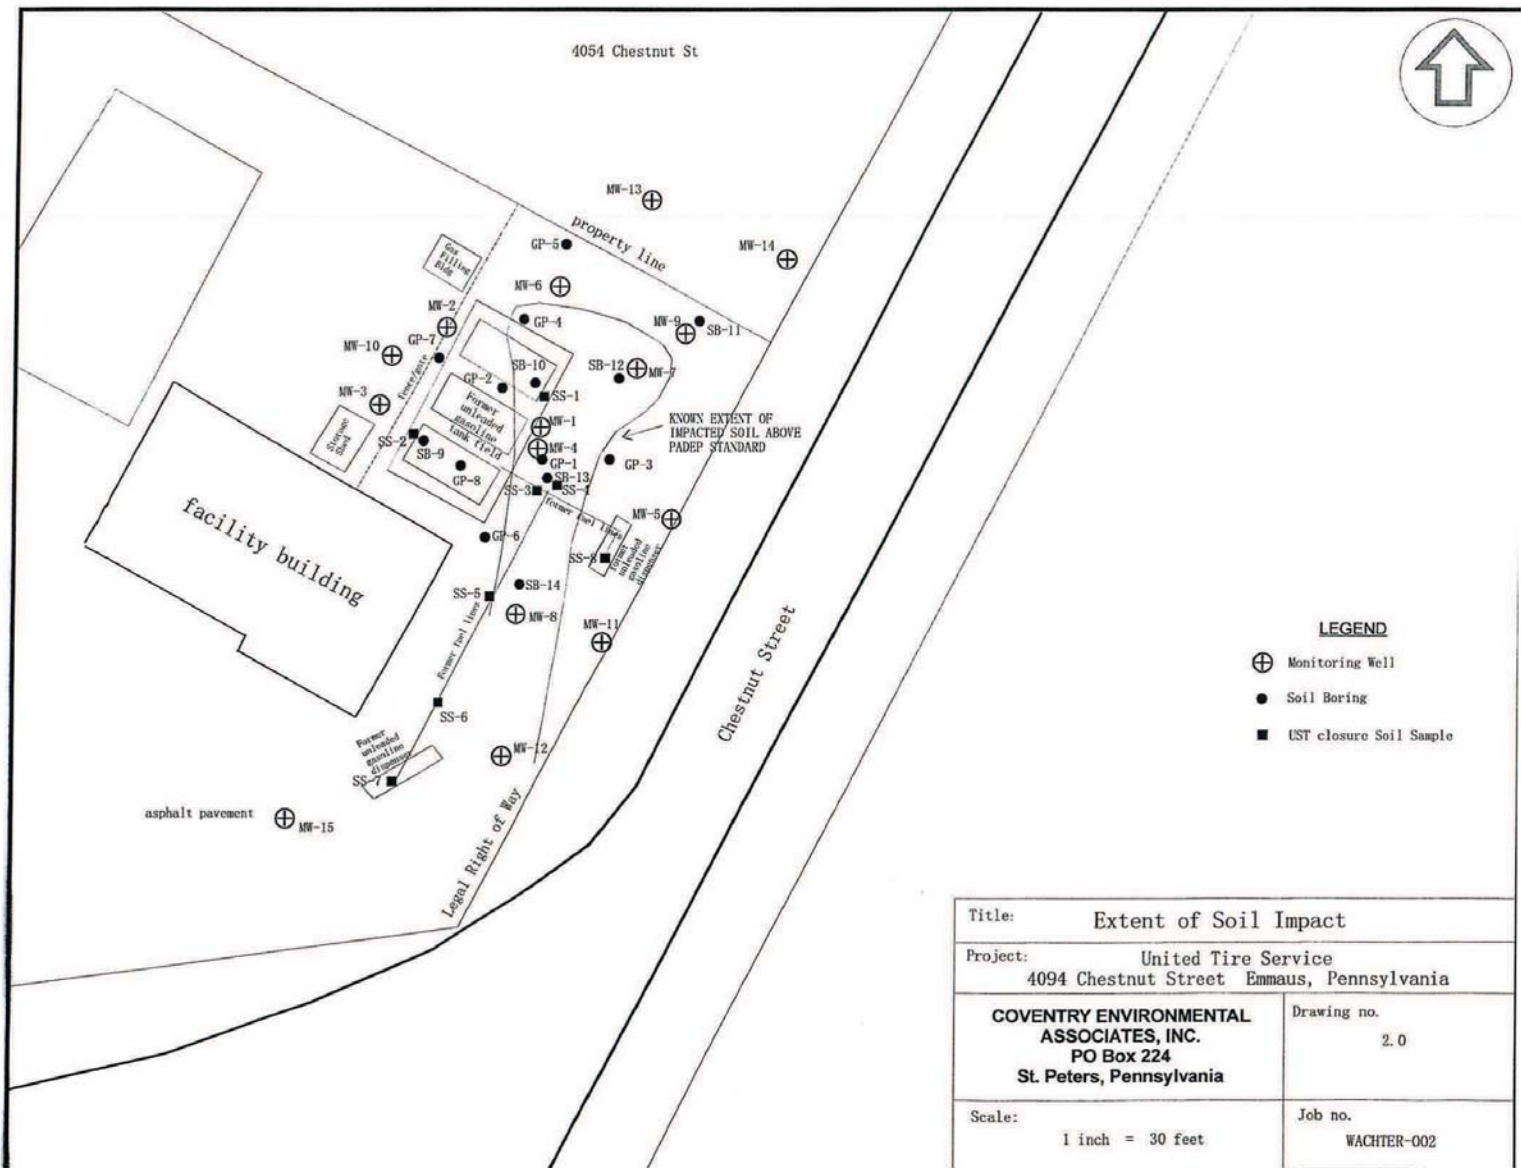 4054 Chestnut St
MW-13
property line
GP-5
MW-14
Gas
Filling
Bldg
MW-6
MW-2
GP-4
MW-9
SB-11
GP-7
MW-10
SB-10
SB-12
MW-7
fence/gate
GP-2
SS-1
MW-3
Former
unleaded
gasoline
tank field
MW-1
KNOWN EXTENT OF
IMPACTED SOIL ABOVE
PADEP STANDARD
Storage
Shed
SS-2
SB-9
MW-4
GP-1
GP-3
GP-8
SB-13
SS-3
SS-4
former fuel lines
MW-5
facility building
GP-6
SS-8
former
unleaded
gasoline
dispenser
SB-14
SS-5
MW-8
MW-11
Former fuel lines
Chestnut Street
SS-6
Former
unleaded
gasoline
dispenser
MW-12
SS-7
asphalt pavement
MW-15
Legal Right of Way
LEGEND
Monitoring Well
Soil Boring
UST closure Soil Sample
Title: Extent of Soil Impact
Project: United Tire Service
4094 Chestnut Street Emmaus, Pennsylvania
COVENTRY ENVIRONMENTAL
ASSOCIATES, INC.
PO Box 224
St. Peters, Pennsylvania
Drawing no.
2.0
Scale:
1 inch = 30 feet
Job no.
WACHTER-002